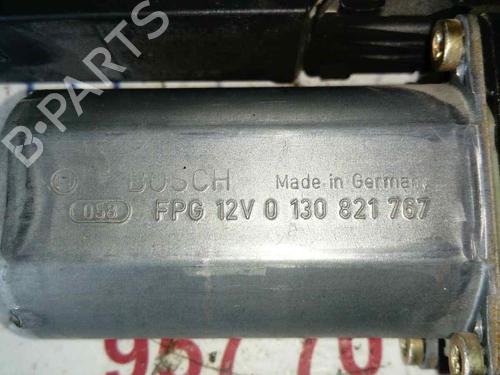 B-PARTS
BOSCH Made in Germany
058 FPG 12V 0 130 821 767